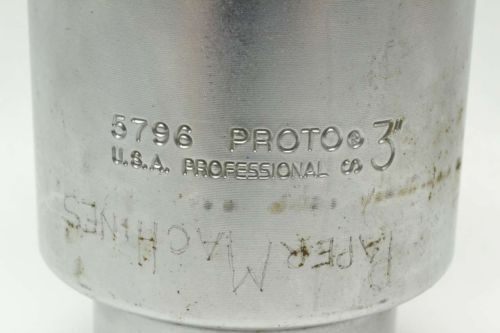 5796 PROTO® 3"
U.S.A. PROFESSIONAL
PAPER MACHINES